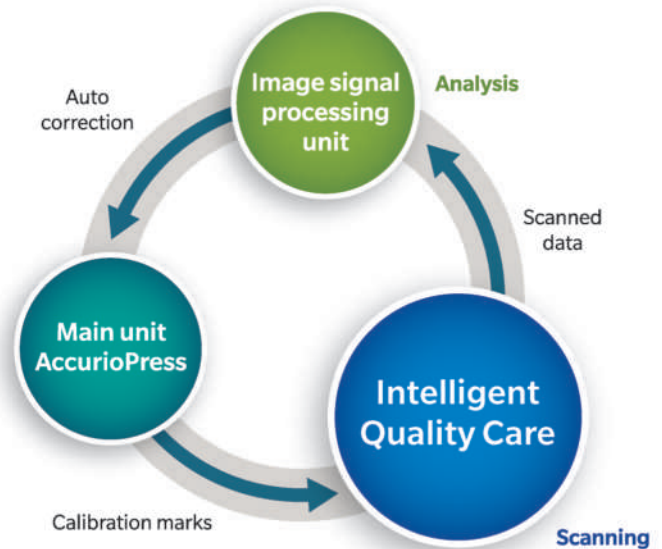 Image signal
processing
unit
Analysis
Auto
correction
Scanned
data
Main unit
AccurioPress
Intelligent
Quality Care
Calibration marks
Scanning